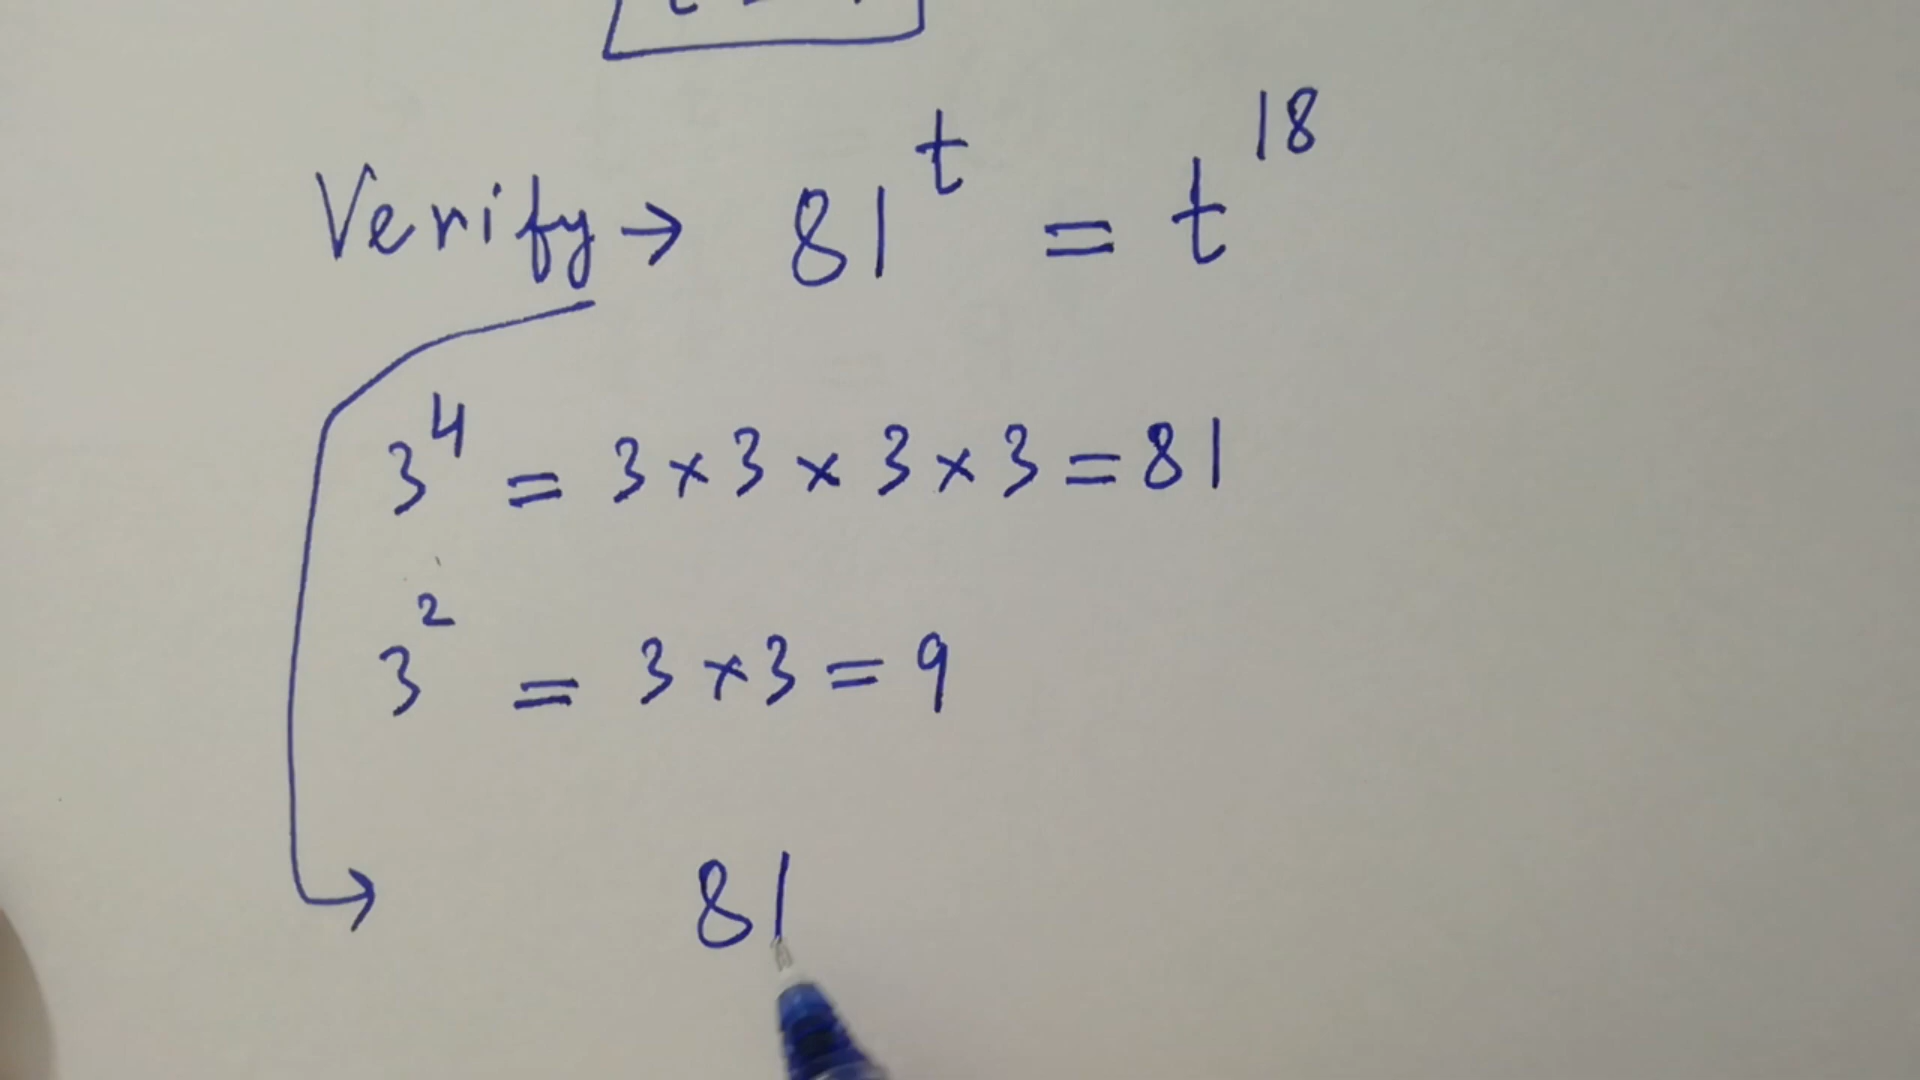 Verify → 81^t = t^18
3^4 = 3 × 3 × 3 × 3 = 81
3^2 = 3 × 3 = 9
81